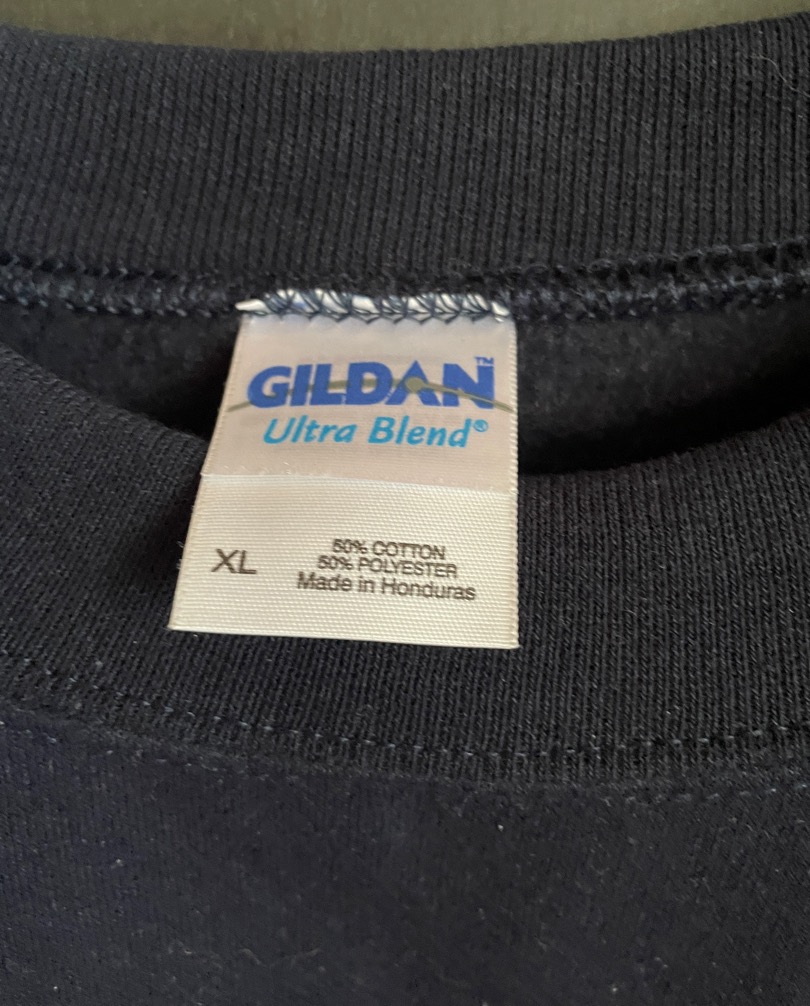 GILDAN™
Ultra Blend®
XL
50% COTTON
50% POLYESTER
Made in Honduras